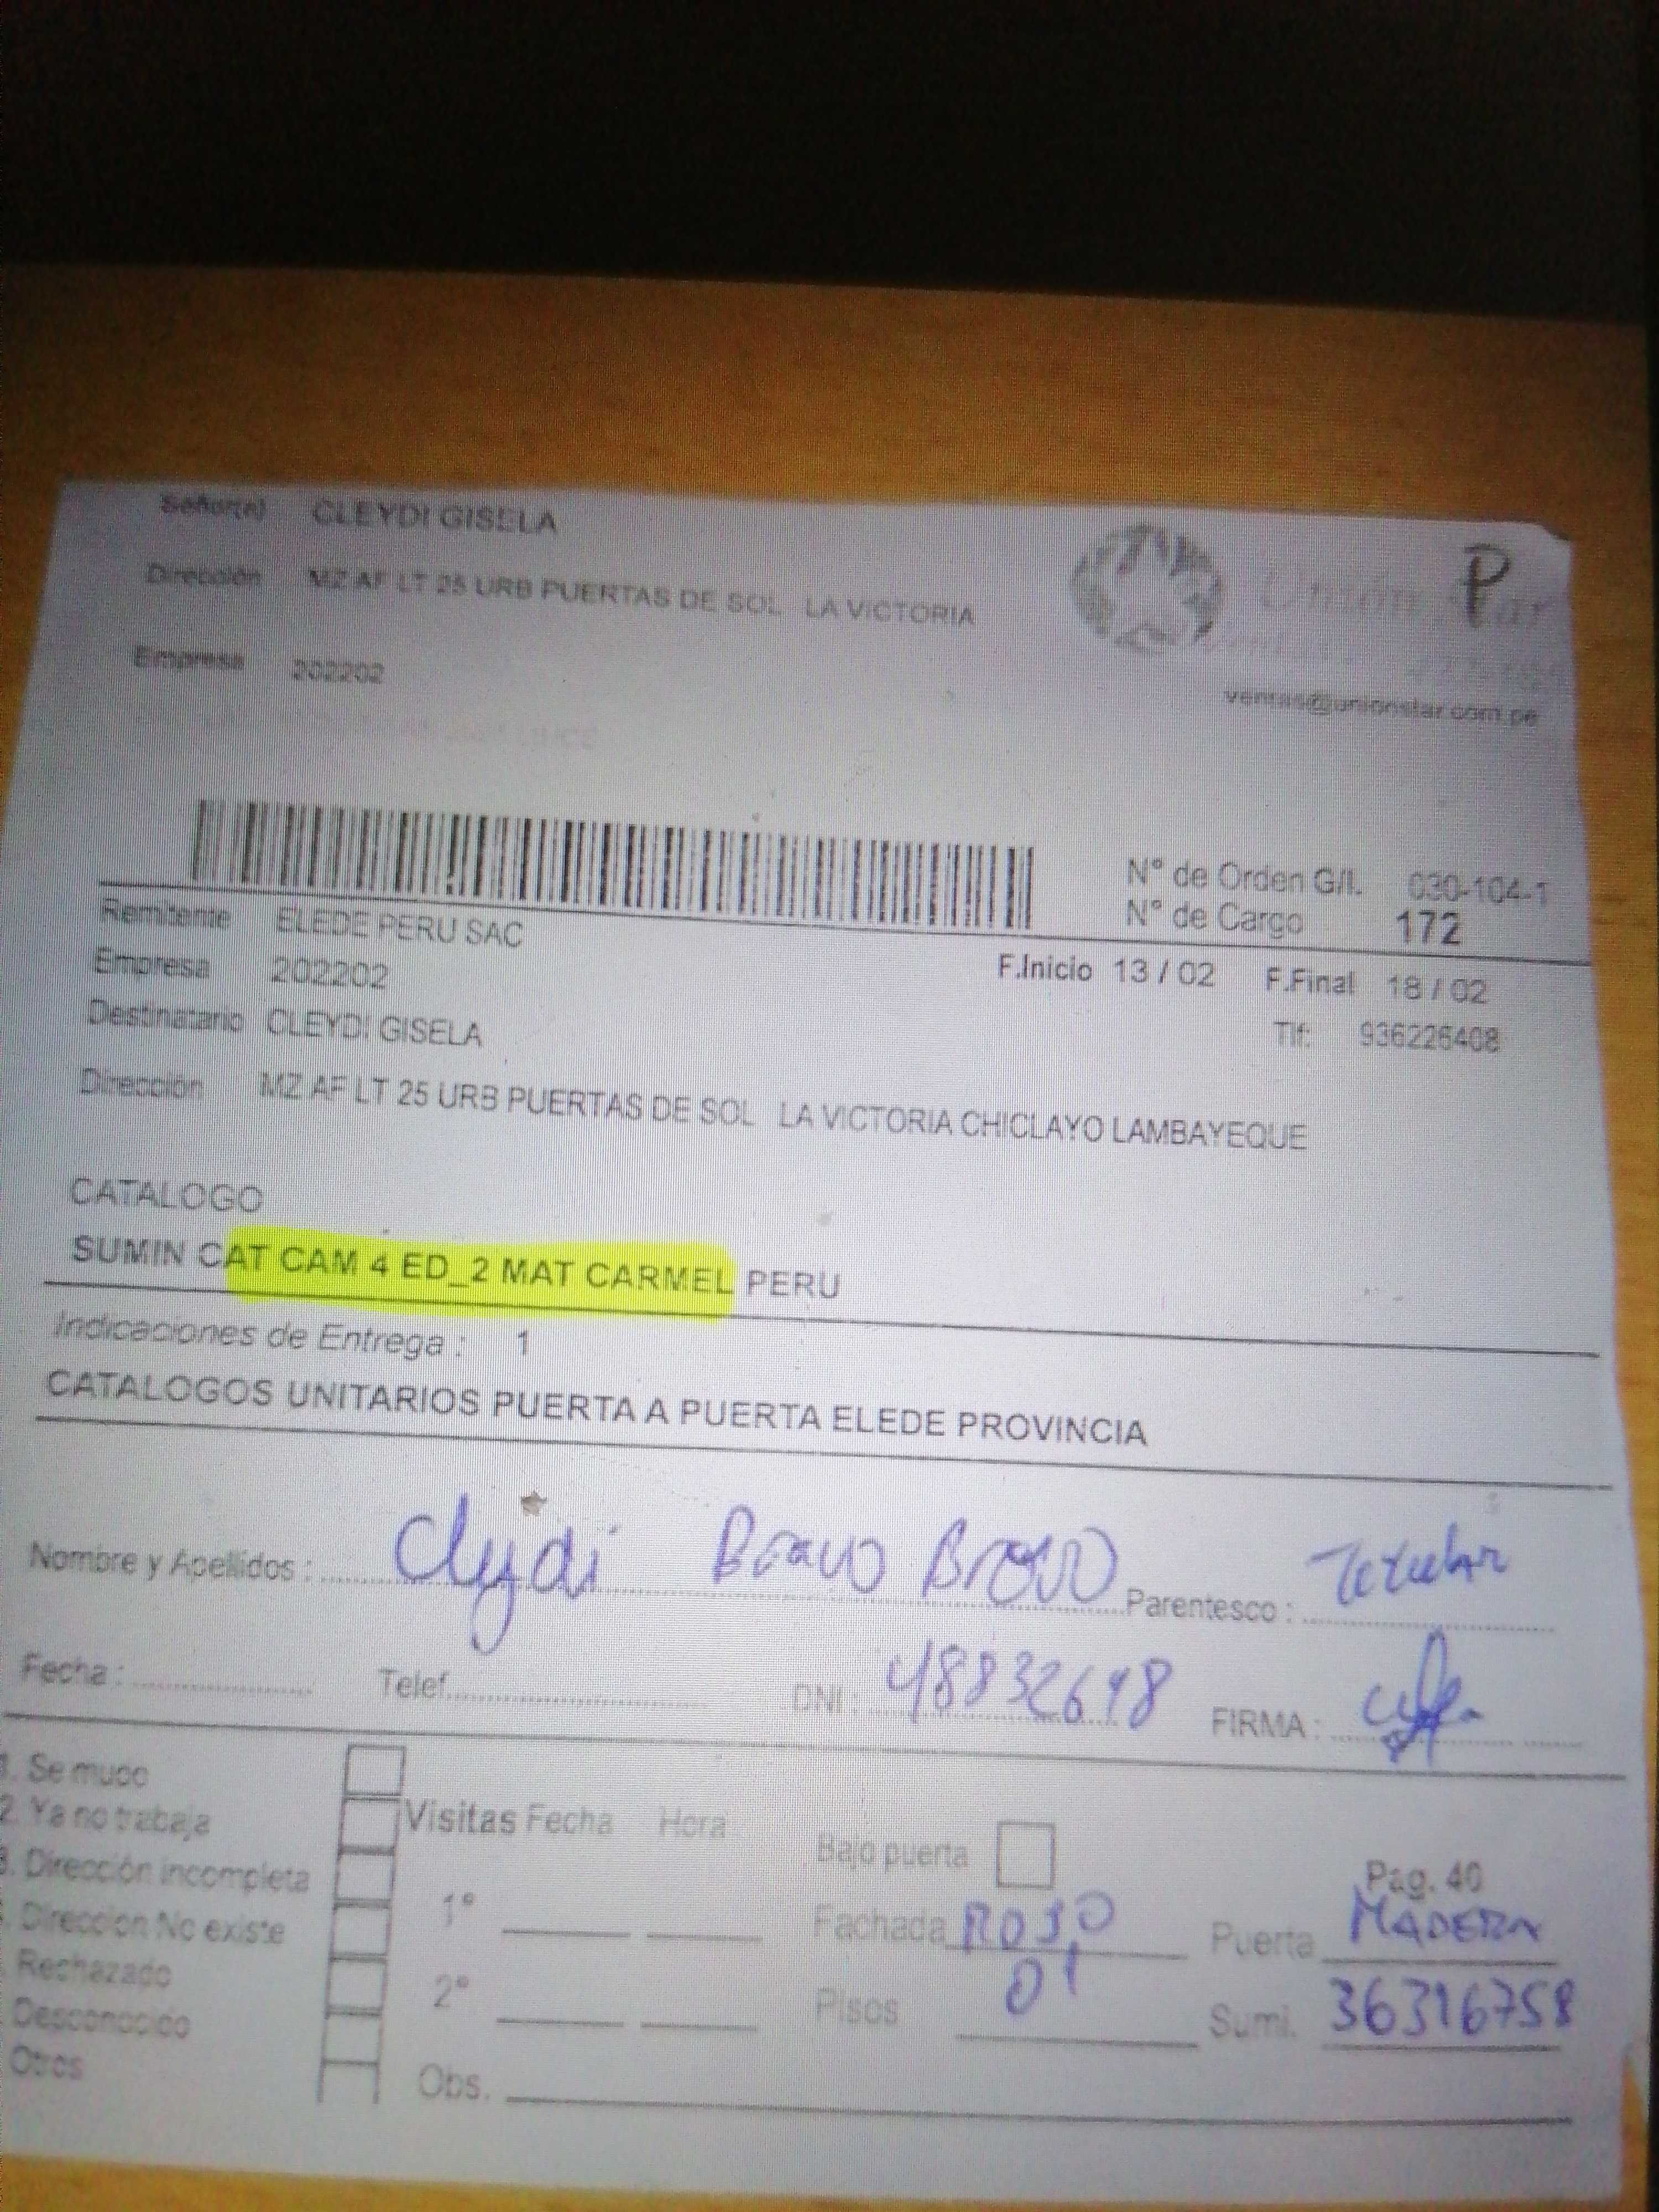 Señor(a) CLEYDI GISELA
P
Dirección MZ AF LT 25 URB PUERTAS DE SOL LA VICTORIA
Union Star
Empresa 202202
ventas@unionstar.com.pe
N° de Orden G/I. 030-104-1
N° de Cargo 172
Remitente ELEDE PERU SAC
Empresa 202202
F.Inicio 13 / 02 F.Final 18 / 02
Destinatario CLEYDI GISELA
Tlf: 936226408
Dirección MZ AF LT 25 URB PUERTAS DE SOL LA VICTORIA CHICLAYO LAMBAYEQUE
CATALOGO
SUMIN CAT CAM 4 ED_2 MAT CARMEL PERU
Indicaciones de Entrega : 1
CATALOGOS UNITARIOS PUERTA A PUERTA ELEDE PROVINCIA
Nombre y Apellidos : Clydi Bravo Bravo Parentesco :
Fecha : Telef. DNI : 48832698 FIRMA :
1. Se mudo
2. Ya no trabaja
3. Dirección incompleta
. Direccion No existe
Rechazado
Desconocido
Otros
Visitas Fecha Hora
1°
2°
Obs.
Bajo puerta
Pag. 40
Fachada ROJO Puerta MADERA
Pisos 01 Sumi. 36316758